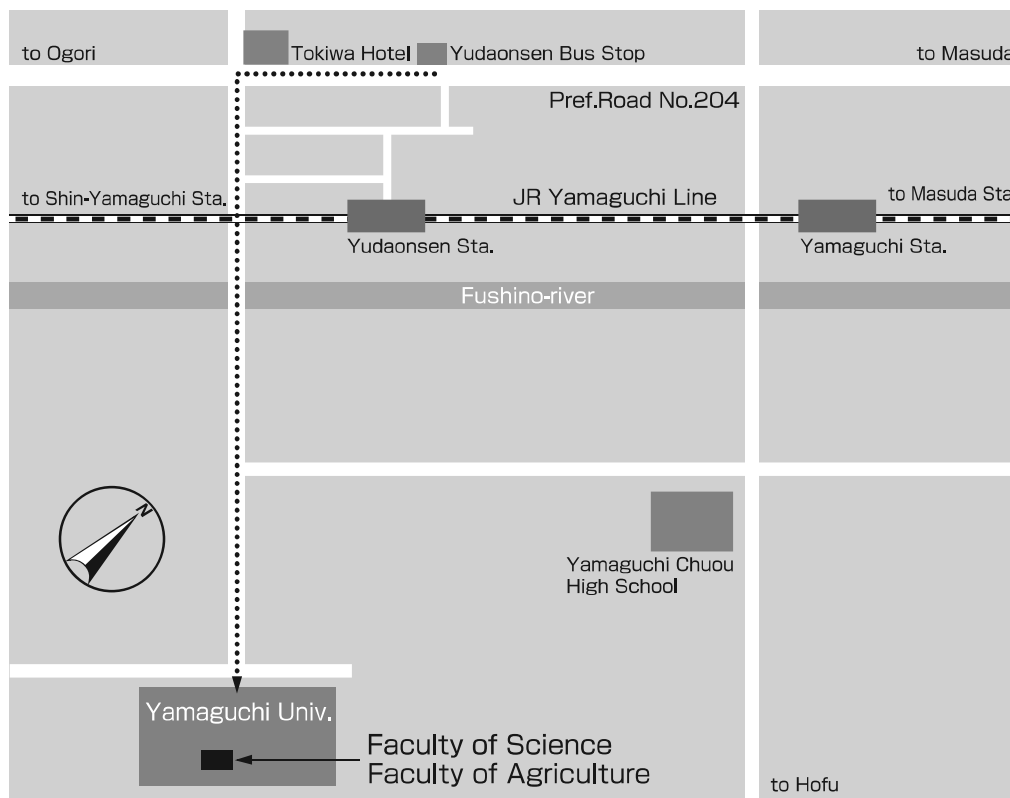 to Ogori
Tokiwa Hotel
Yudaonsen Bus Stop
to Masuda
Pref.Road No.204
to Shin-Yamaguchi Sta.
JR Yamaguchi Line
to Masuda Sta
Yudaonsen Sta.
Yamaguchi Sta.
Fushino-river
N
Yamaguchi Chuou
High School
Yamaguchi Univ.
Faculty of Science
Faculty of Agriculture
to Hofu